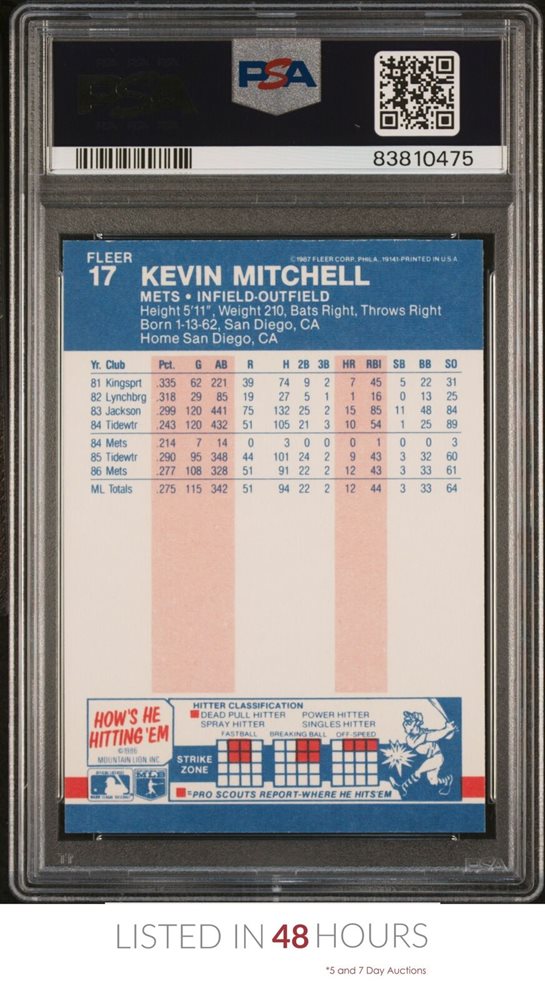 PSA
PSA
83810475
FLEER
17 KEVIN MITCHELL
©1987 FLEER CORP. PHILA. 19141-PRINTED IN U.S.A.
METS • INFIELD-OUTFIELD
Height 5'11", Weight 210, Bats Right, Throws Right
Born 1-13-62, San Diego, CA
Home San Diego, CA
Yr. Club Pct. G AB R H 2B 3B HR RBI SB BB SO
81 Kingsprt .335 62 221 39 74 9 2 7 45 5 22 31
82 Lynchbrg .318 29 85 19 27 5 1 1 16 0 13 25
83 Jackson .299 120 441 75 132 25 2 15 85 11 48 84
84 Tidewtr .243 120 432 51 105 21 3 10 54 1 25 89
84 Mets .214 7 14 0 3 0 0 0 1 0 0 3
85 Tidewtr .290 95 348 44 101 24 2 9 43 3 32 60
86 Mets .277 108 328 51 91 22 2 12 43 3 33 61
ML Totals .275 115 342 51 94 22 2 12 44 3 33 64
HOW'S HE
HITTING 'EM
©1986
MOUNTAIN LION, INC.
HITTER CLASSIFICATION
DEAD PULL HITTER POWER HITTER
SPRAY HITTER SINGLES HITTER
FASTBALL BREAKING BALL OFF-SPEED
STRIKE
ZONE
=PRO SCOUTS REPORT-WHERE HE HITS'EM
PSA
LISTED IN 48 HOURS
*5 and 7 Day Auctions